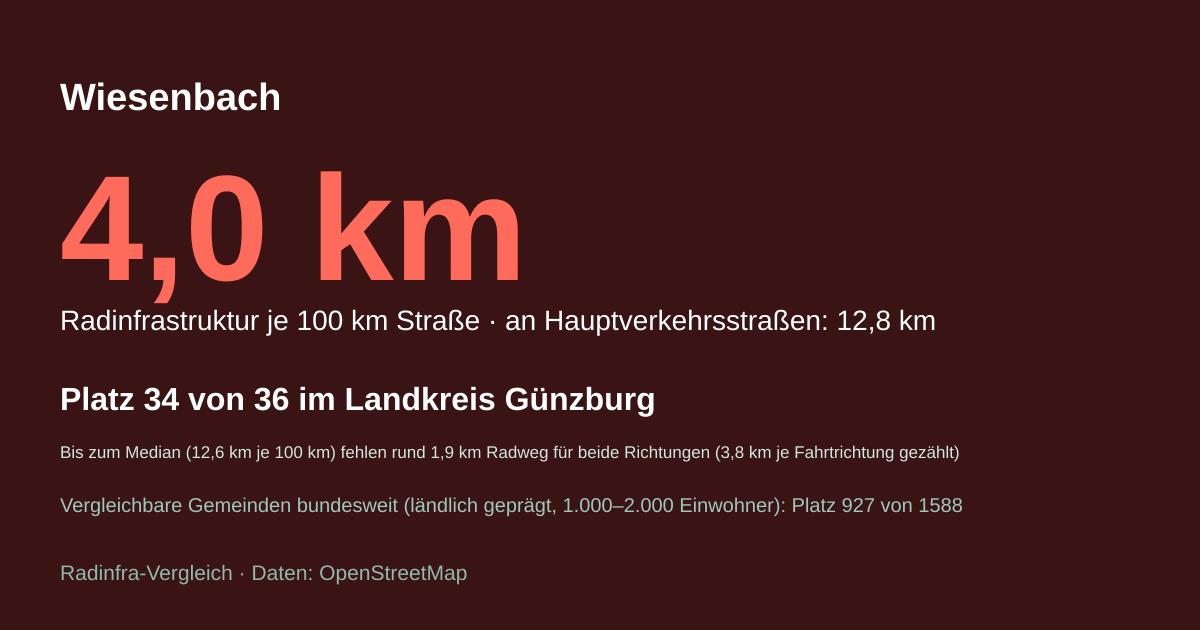 Wiesenbach
4,0 km
Radinfrastruktur je 100 km Straße · an Hauptverkehrsstraßen: 12,8 km
Platz 34 von 36 im Landkreis Günzburg
Bis zum Median (12,6 km je 100 km) fehlen rund 1,9 km Radweg für beide Richtungen (3,8 km je Fahrtrichtung gezählt)
Vergleichbare Gemeinden bundesweit (ländlich geprägt, 1.000–2.000 Einwohner): Platz 927 von 1588
Radinfra-Vergleich · Daten: OpenStreetMap